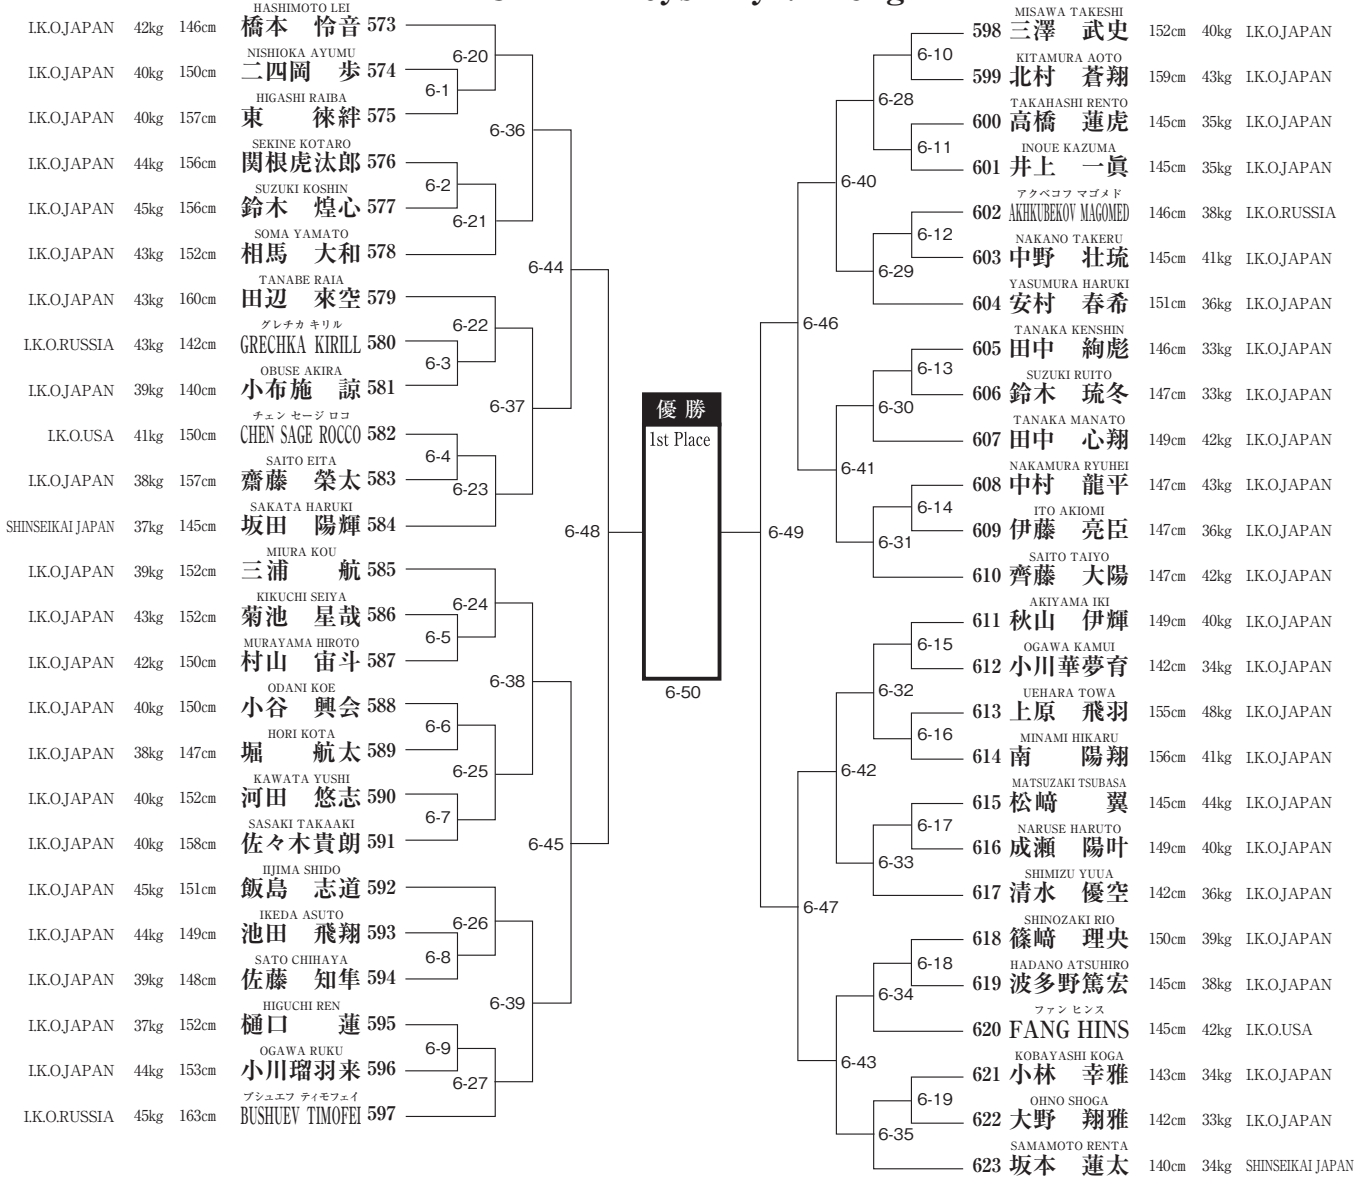 HASHIMOTO LEI
I.K.O.JAPAN 42kg 146cm 橋本 怜音 573
NISHIOKA AYUMU
I.K.O.JAPAN 40kg 150cm 二四岡 歩 574
HIGASHI RAIBA
I.K.O.JAPAN 40kg 157cm 東 徠絆 575
SEKINE KOTARO
I.K.O.JAPAN 44kg 156cm 関根虎汰郎 576
SUZUKI KOSHIN
I.K.O.JAPAN 45kg 156cm 鈴木 煌心 577
SOMA YAMATO
I.K.O.JAPAN 43kg 152cm 相馬 大和 578
TANABE RAIA
I.K.O.JAPAN 43kg 160cm 田辺 來空 579
グレチカ キリル
I.K.O.RUSSIA 43kg 142cm GRECHKA KIRILL 580
OBUSE AKIRA
I.K.O.JAPAN 39kg 140cm 小布施 諒 581
チェン セージ ロコ
I.K.O.USA 41kg 150cm CHEN SAGE ROCCO 582
SAITO EITA
I.K.O.JAPAN 38kg 157cm 齋藤 榮太 583
SAKATA HARUKI
SHINSEIKAI JAPAN 37kg 145cm 坂田 陽輝 584
MIURA KOU
I.K.O.JAPAN 39kg 152cm 三浦 航 585
KIKUCHI SEIYA
I.K.O.JAPAN 43kg 152cm 菊池 星哉 586
MURAYAMA HIROTO
I.K.O.JAPAN 42kg 150cm 村山 宙斗 587
ODANI KOE
I.K.O.JAPAN 40kg 150cm 小谷 興会 588
HORI KOTA
I.K.O.JAPAN 38kg 147cm 堀 航太 589
KAWATA YUSHI
I.K.O.JAPAN 40kg 152cm 河田 悠志 590
SASAKI TAKAAKI
I.K.O.JAPAN 40kg 158cm 佐々木貴朗 591
IIJIMA SHIDO
I.K.O.JAPAN 45kg 151cm 飯島 志道 592
IKEDA ASUTO
I.K.O.JAPAN 44kg 149cm 池田 飛翔 593
SATO CHIHAYA
I.K.O.JAPAN 39kg 148cm 佐藤 知隼 594
HIGUCHI REN
I.K.O.JAPAN 37kg 152cm 樋口 蓮 595
OGAWA RUKU
I.K.O.JAPAN 44kg 153cm 小川瑠羽来 596
ブシュエフ ティモフェイ
I.K.O.RUSSIA 45kg 163cm BUSHUEV TIMOFEI 597
6-20
6-1
6-36
6-2
6-21
6-44
6-22
6-3
6-37
6-4
6-23
6-48
6-24
6-5
6-38
6-6
6-25
6-7
6-45
6-26
6-8
6-39
6-9
6-27
優勝
1st Place
6-50
6-10
6-28
6-11
6-40
6-12
6-29
6-46
6-13
6-30
6-41
6-14
6-31
6-49
6-15
6-32
6-16
6-42
6-17
6-33
6-47
6-18
6-34
6-43
6-19
6-35
MISAWA TAKESHI
598 三澤 武史 152cm 40kg I.K.O.JAPAN
KITAMURA AOTO
599 北村 蒼翔 159cm 43kg I.K.O.JAPAN
TAKAHASHI RENTO
600 高橋 蓮虎 145cm 35kg I.K.O.JAPAN
INOUE KAZUMA
601 井上 一眞 145cm 35kg I.K.O.JAPAN
アクベコフ マゴメド
602 AKHKUBEKOV MAGOMED 146cm 38kg I.K.O.RUSSIA
NAKANO TAKERU
603 中野 壮琉 145cm 41kg I.K.O.JAPAN
YASUMURA HARUKI
604 安村 春希 151cm 36kg I.K.O.JAPAN
TANAKA KENSHIN
605 田中 絢彪 146cm 33kg I.K.O.JAPAN
SUZUKI RUITO
606 鈴木 琉冬 147cm 33kg I.K.O.JAPAN
TANAKA MANATO
607 田中 心翔 149cm 42kg I.K.O.JAPAN
NAKAMURA RYUHEI
608 中村 龍平 147cm 43kg I.K.O.JAPAN
ITO AKIOMI
609 伊藤 亮臣 147cm 36kg I.K.O.JAPAN
SAITO TAIYO
610 齊藤 大陽 147cm 42kg I.K.O.JAPAN
AKIYAMA IKI
611 秋山 伊輝 149cm 40kg I.K.O.JAPAN
OGAWA KAMUI
612 小川華夢育 142cm 34kg I.K.O.JAPAN
UEHARA TOWA
613 上原 飛羽 155cm 48kg I.K.O.JAPAN
MINAMI HIKARU
614 南 陽翔 156cm 41kg I.K.O.JAPAN
MATSUZAKI TSUBASA
615 松﨑 翼 145cm 44kg I.K.O.JAPAN
NARUSE HARUTO
616 成瀬 陽叶 149cm 40kg I.K.O.JAPAN
SHIMIZU YUUA
617 清水 優空 142cm 36kg I.K.O.JAPAN
SHINOZAKI RIO
618 篠﨑 理央 150cm 39kg I.K.O.JAPAN
HADANO ATSUHIRO
619 波多野篤宏 145cm 38kg I.K.O.JAPAN
ファン ヒンス
620 FANG HINS 145cm 42kg I.K.O.USA
KOBAYASHI KOGA
621 小林 幸雅 143cm 34kg I.K.O.JAPAN
OHNO SHOGA
622 大野 翔雅 142cm 33kg I.K.O.JAPAN
SAMAMOTO RENTA
623 坂本 蓮太 140cm 34kg SHINSEIKAI JAPAN